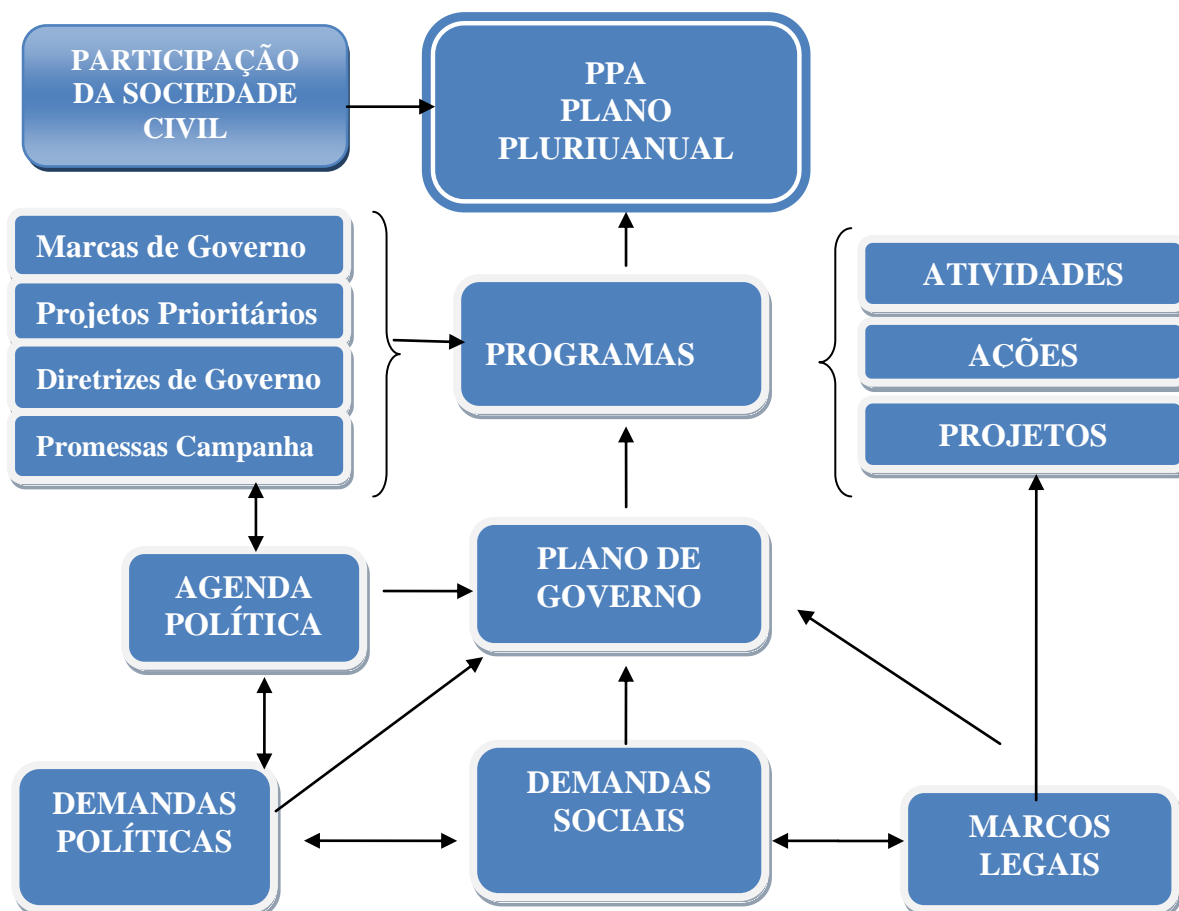 PARTICIPAÇÃO
DA SOCIEDADE
CIVIL
PPA
PLANO
PLURIUANUAL
Marcas de Governo
Projetos Prioritários
Diretrizes de Governo
Promessas Campanha
PROGRAMAS
ATIVIDADES
AÇÕES
PROJETOS
AGENDA
POLÍTICA
PLANO DE
GOVERNO
DEMANDAS
POLÍTICAS
DEMANDAS
SOCIAIS
MARCOS
LEGAIS